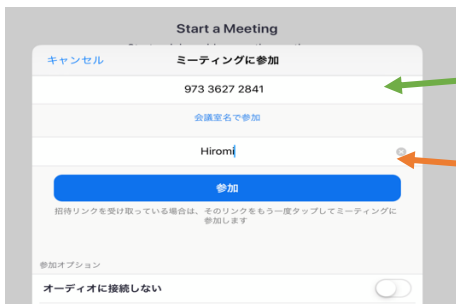 Start a Meeting
キャンセル ミーティングに参加
973 3627 2841
会議室名で参加
Hiromi
参加
招待リンクを受け取っている場合は、そのリンクをもう一度タップしてミーティングに
参加します
参加オプション
オーディオに接続しない